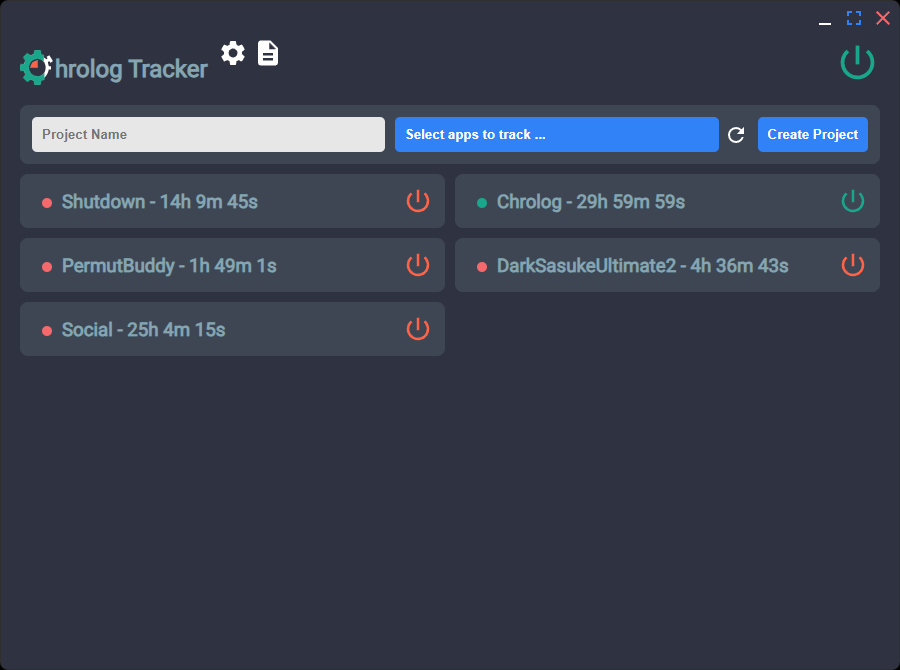 hrolog Tracker
Project Name
Select apps to track ...
Create Project
Shutdown - 14h 9m 45s
Chrolog - 29h 59m 59s
PermutBuddy - 1h 49m 1s
DarkSasukeUltimate2 - 4h 36m 43s
Social - 25h 4m 15s